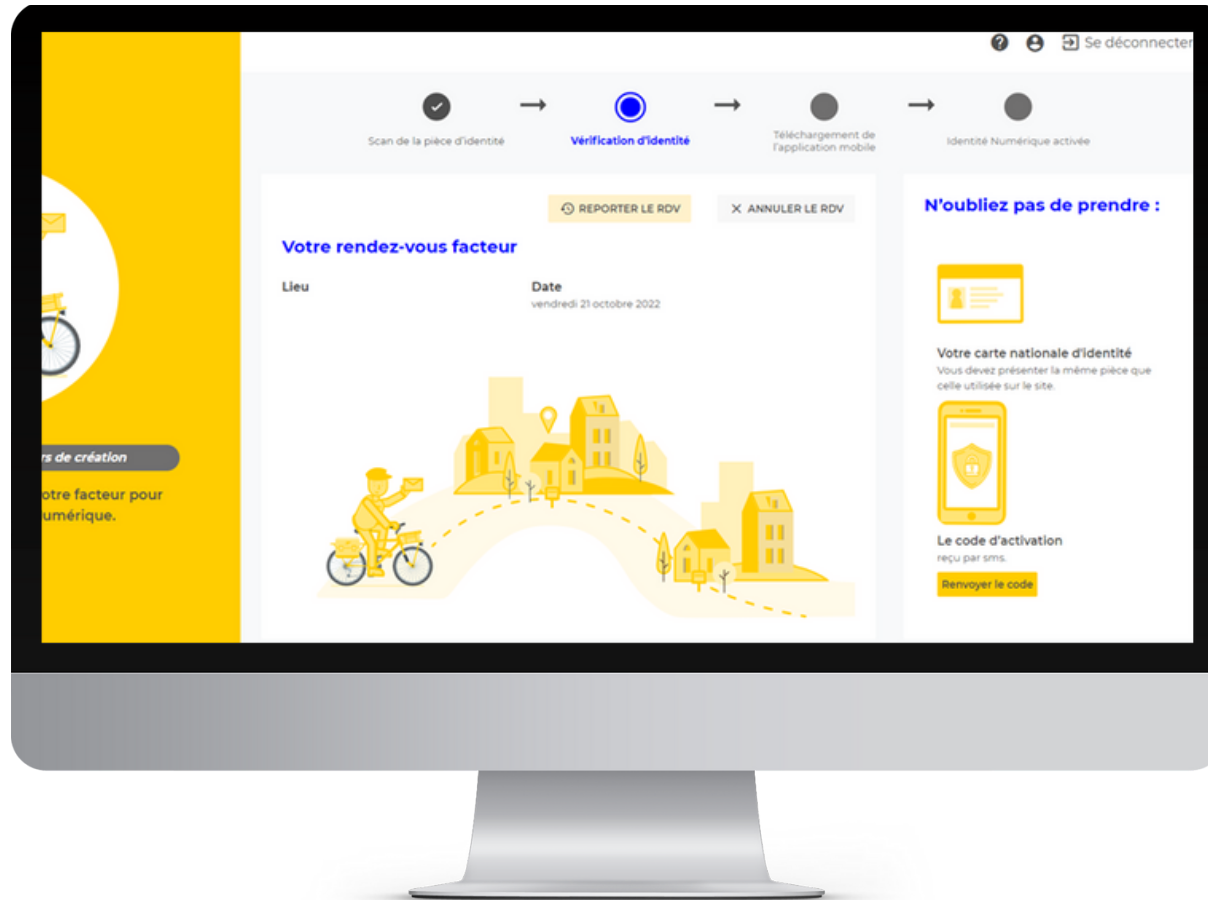 Se déconnecter
Scan de la pièce d'identité
Vérification d'identité
Téléchargement de
l'application mobile
Identité Numérique activée
REPORTER LE RDV
ANNULER LE RDV
Votre rendez-vous facteur
Lieu
Date
vendredi 21 octobre 2022
N'oubliez pas de prendre :
Votre carte nationale d'identité
Vous devez présenter la même pièce que
celle utilisée sur le site.
Le code d'activation
reçu par sms.
Renvoyer le code
rs de création
otre facteur pour
umérique.